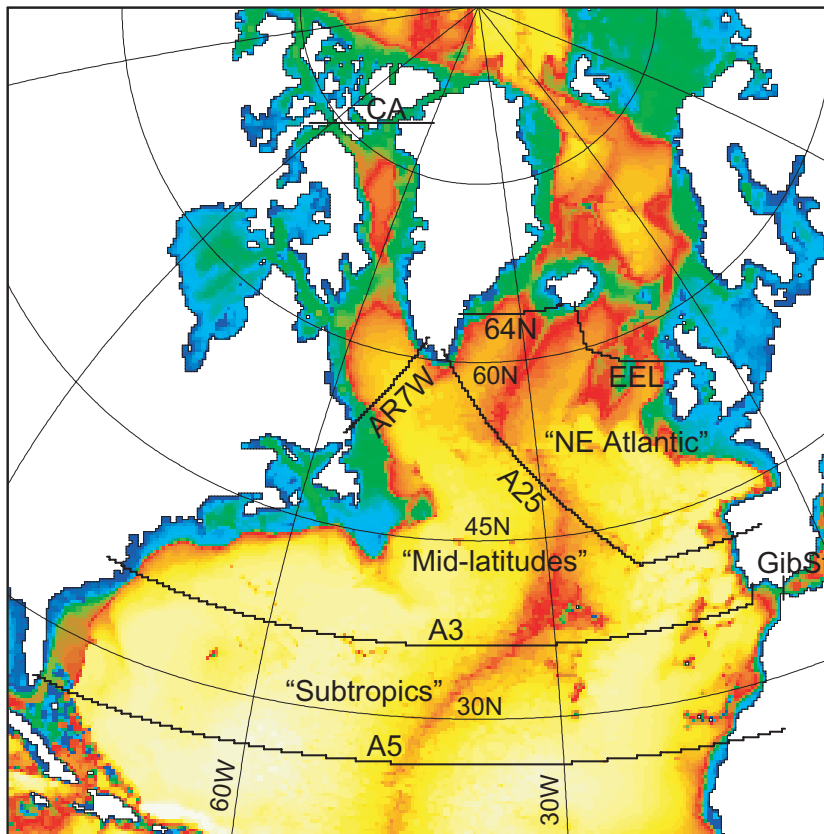 CA
64N
60N
EEL
AR7W
"NE Atlantic"
A25
45N
"Mid-latitudes"
GibS
A3
"Subtropics"
30N
A5
60W
30W